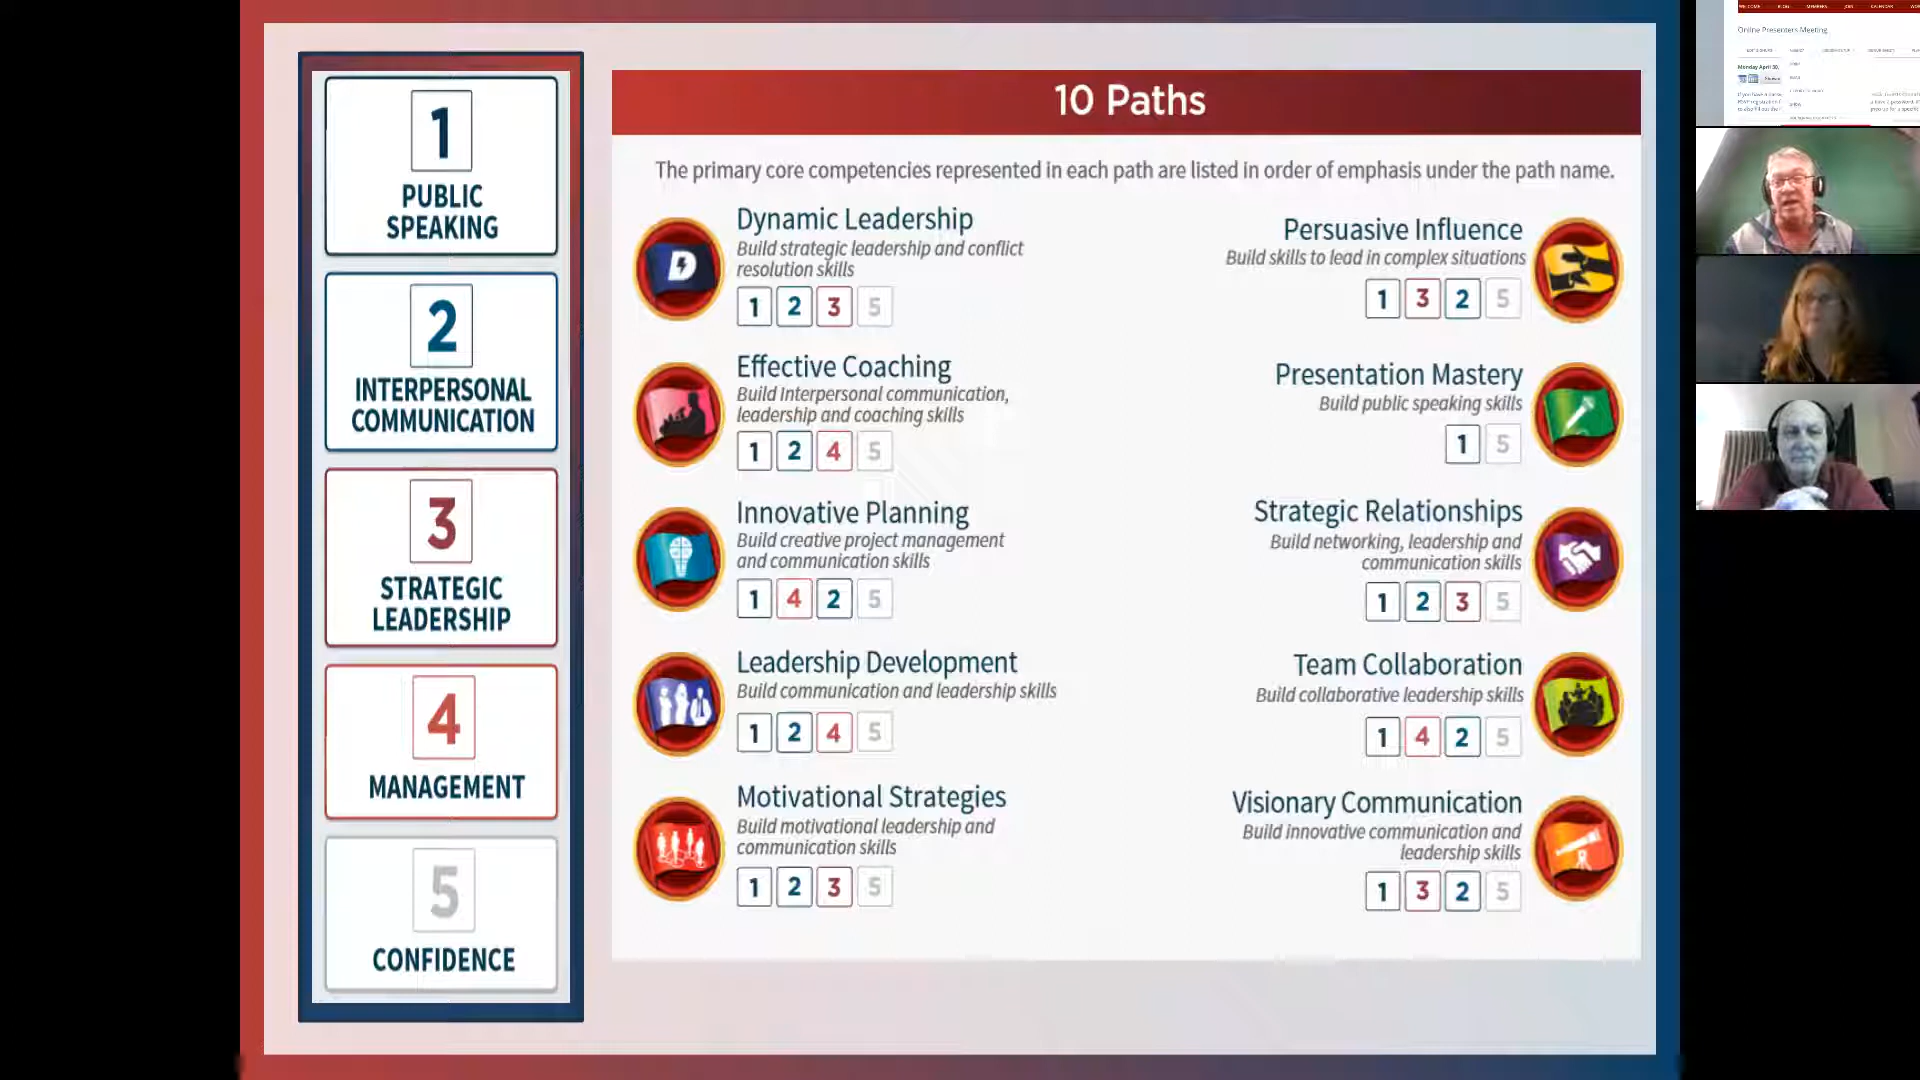 1
PUBLIC
SPEAKING
2
INTERPERSONAL
COMMUNICATION
3
STRATEGIC
LEADERSHIP
4
MANAGEMENT
5
CONFIDENCE
10 Paths
The primary core competencies represented in each path are listed in order of emphasis under the path name.
Dynamic Leadership
Build strategic leadership and conflict
resolution skills
1 2 3 5
Effective Coaching
Build Interpersonal communication,
leadership and coaching skills
1 2 4 5
Innovative Planning
Build creative project management
and communication skills
1 4 2 5
Leadership Development
Build communication and leadership skills
1 2 4 5
Motivational Strategies
Build motivational leadership and
communication skills
1 2 3 5
Persuasive Influence
Build skills to lead in complex situations
1 3 2 5
Presentation Mastery
Build public speaking skills
1 5
Strategic Relationships
Build networking, leadership and
communication skills
1 2 3 5
Team Collaboration
Build collaborative leadership skills
1 4 2 5
Visionary Communication
Build innovative communication and
leadership skills
1 3 2 5
D
WELCOME BLOG MEMBERS JOIN CALENDAR
Online Presenters Meeting
Monday April 30,